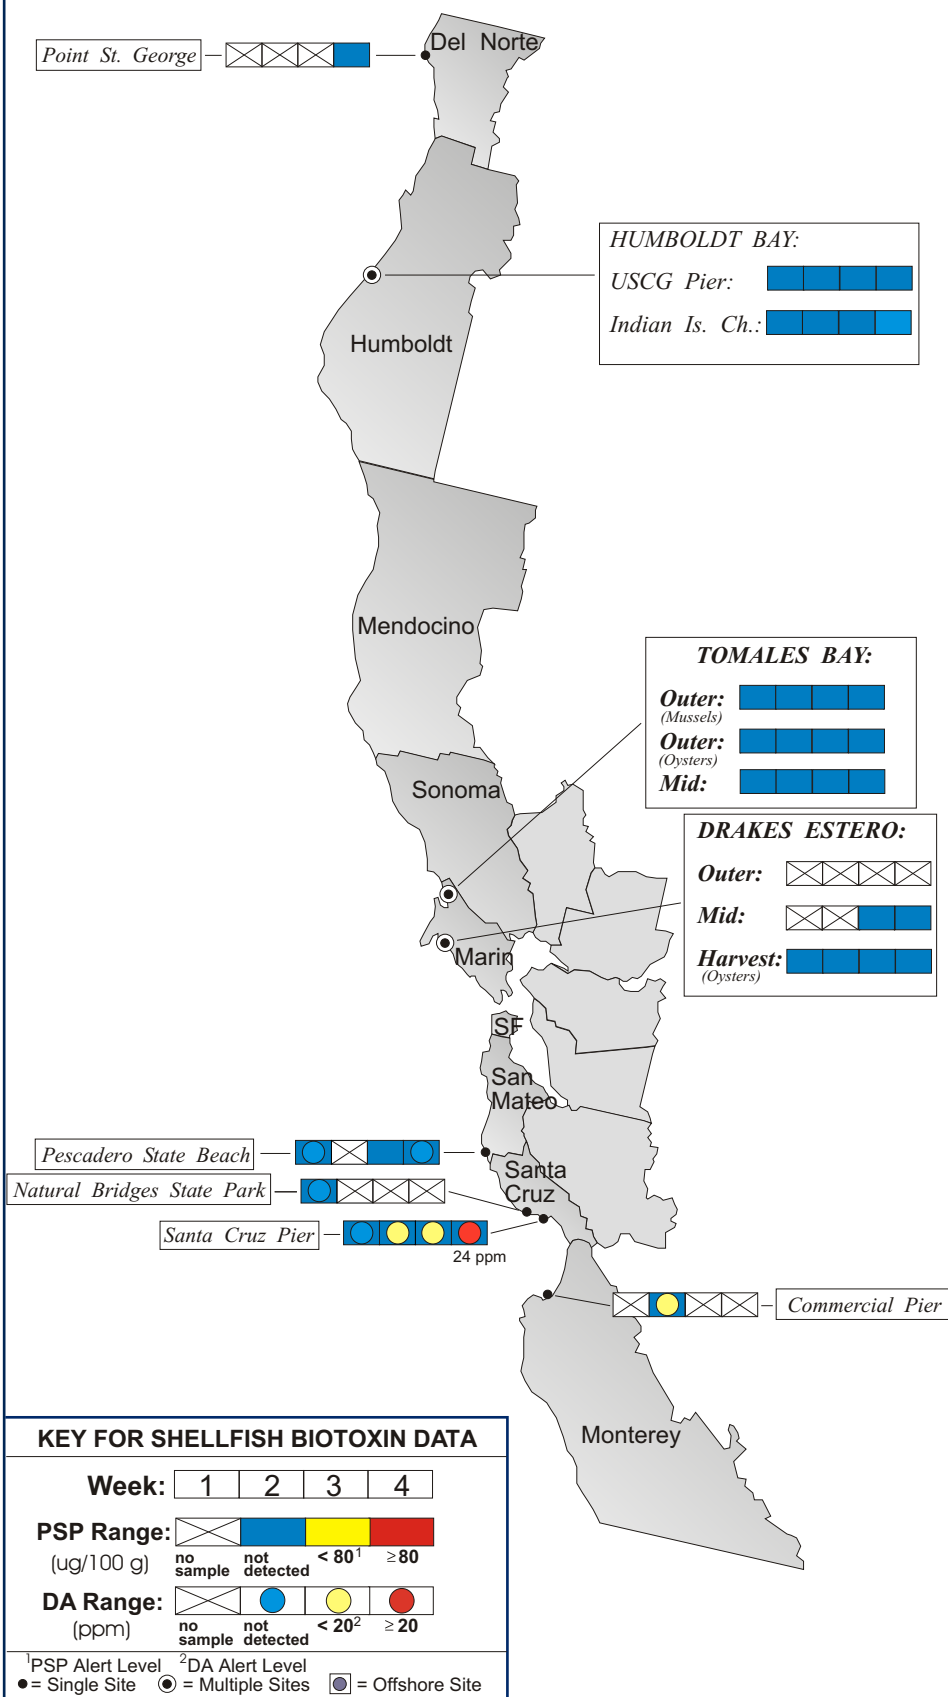 Del Norte
Point St. George
HUMBOLDT BAY:
USCG Pier:
Indian Is. Ch.:
Humboldt
Mendocino
TOMALES BAY:
Outer:
(Mussels)
Outer:
(Oysters)
Mid:
Sonoma
DRAKES ESTERO:
Outer:
Mid:
Harvest:
(Oysters)
Marin
SF
San
Mateo
Pescadero State Beach
Santa
Cruz
Natural Bridges State Park
Santa Cruz Pier
24 ppm
Commercial Pier
Monterey
KEY FOR SHELLFISH BIOTOXIN DATA
Week: 1 2 3 4
PSP Range:
(ug/100 g)
no sample not detected < 80¹ ≥ 80
DA Range:
(ppm)
no sample not detected < 20² ≥ 20
¹PSP Alert Level ²DA Alert Level
= Single Site = Multiple Sites = Offshore Site